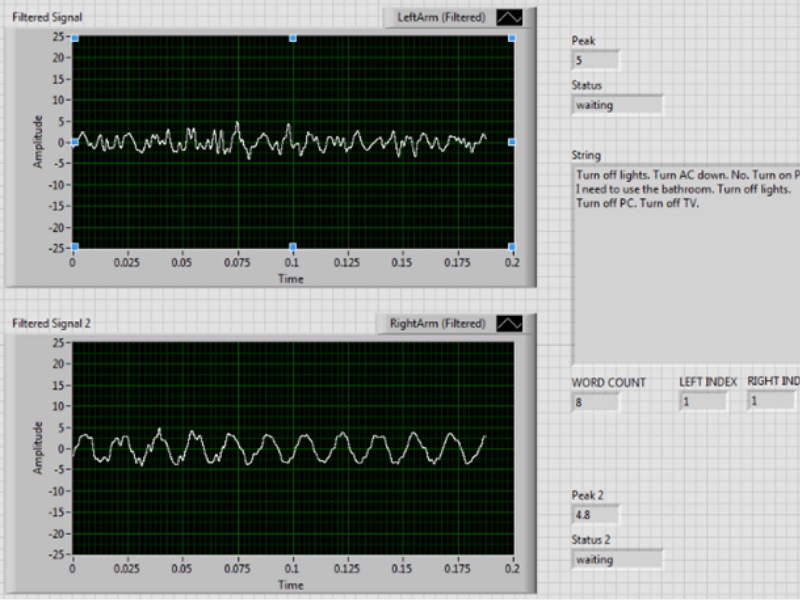 Filtered Signal
LeftArm (Filtered)
25
20
15
10
5
0
-5
-10
-15
-20
-25
Amplitude
0 0.025 0.05 0.075 0.1 0.125 0.15 0.175 0.2
Time
Peak
5
Status
waiting
String
Turn off lights. Turn AC down. No. Turn on P
I need to use the bathroom. Turn off lights.
Turn off PC. Turn off TV.
Filtered Signal 2
RightArm (Filtered)
25
20
15
10
5
0
-5
-10
-15
-20
-25
Amplitude
0 0.025 0.05 0.075 0.1 0.125 0.15 0.175 0.2
Time
WORD COUNT LEFT INDEX RIGHT IND
8 1 1
Peak 2
4.8
Status 2
waiting